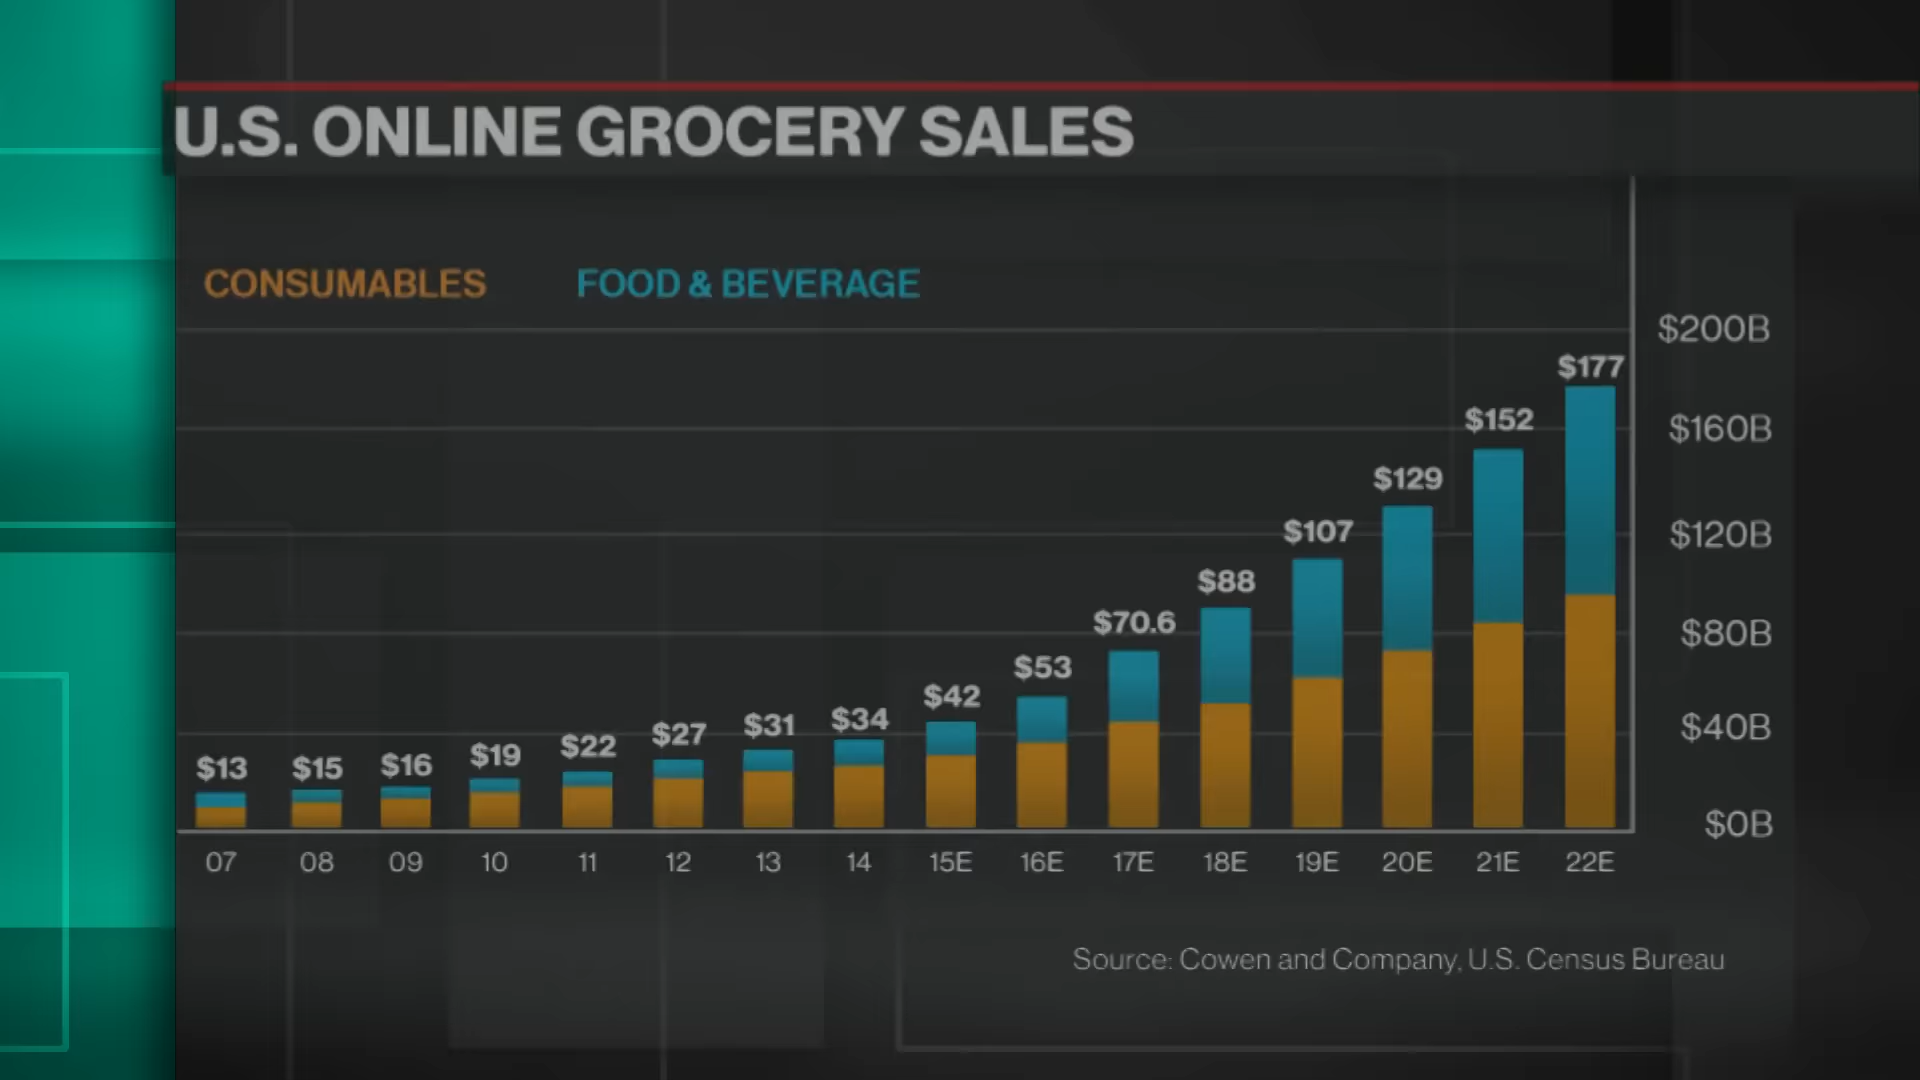 U.S. ONLINE GROCERY SALES
CONSUMABLES FOOD & BEVERAGE
$200B
$177
$152
$160B
$129
$107
$120B
$88
$70.6
$80B
$53
$42
$34
$31
$27
$22
$19
$16
$15
$13
$40B
$0B
07 08 09 10 11 12 13 14 15E 16E 17E 18E 19E 20E 21E 22E
Source: Cowen and Company, U.S. Census Bureau